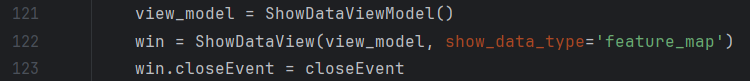 121 view_model = ShowDataViewModel()
122 win = ShowDataView(view_model, show_data_type='feature_map')
123 win.closeEvent = closeEvent